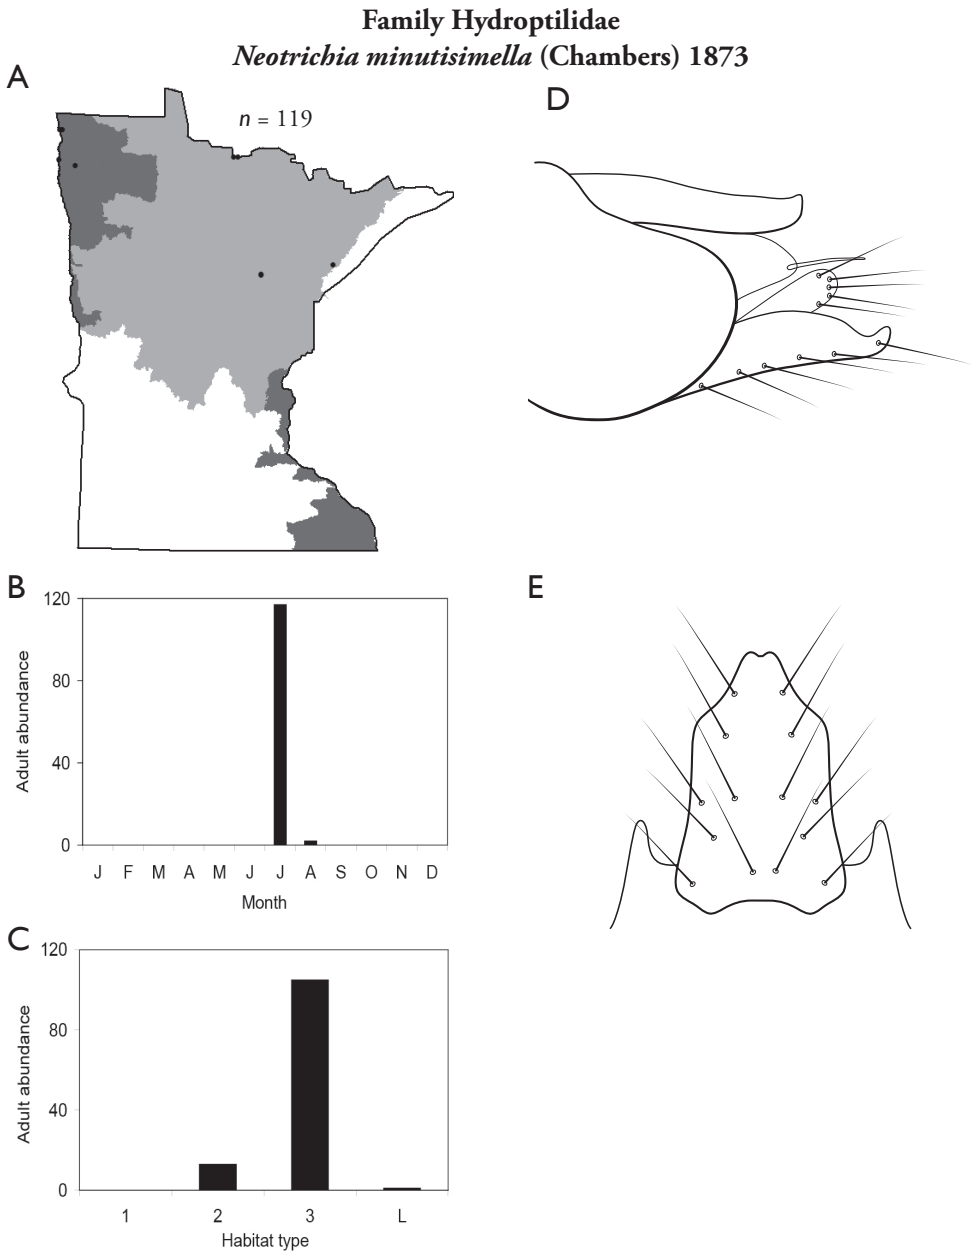 Family Hydroptilidae
Neotrichia minutisimella (Chambers) 1873
A
n = 119
D
B
120
80
40
0
Adult abundance
J F M A M J J A S O N D
Month
E
C
120
80
40
0
Adult abundance
1 2 3 L
Habitat type